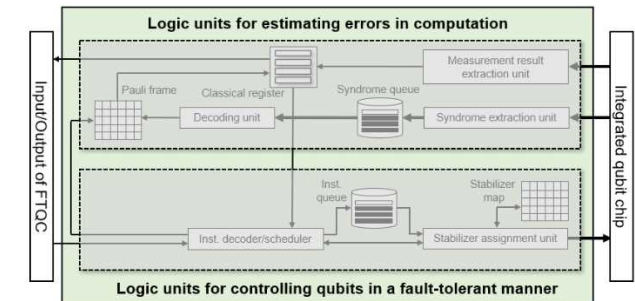 Logic units for estimating errors in computation
Input/Output of FTQC
Measurement result
extraction unit
Pauli frame
Classical register
Syndrome queue
Decoding unit
Syndrome extraction unit
Integrated qubit chip
Inst.
queue
Stabilizer
map
Inst. decoder/scheduler
Stabilizer assignment unit
Logic units for controlling qubits in a fault-tolerant manner